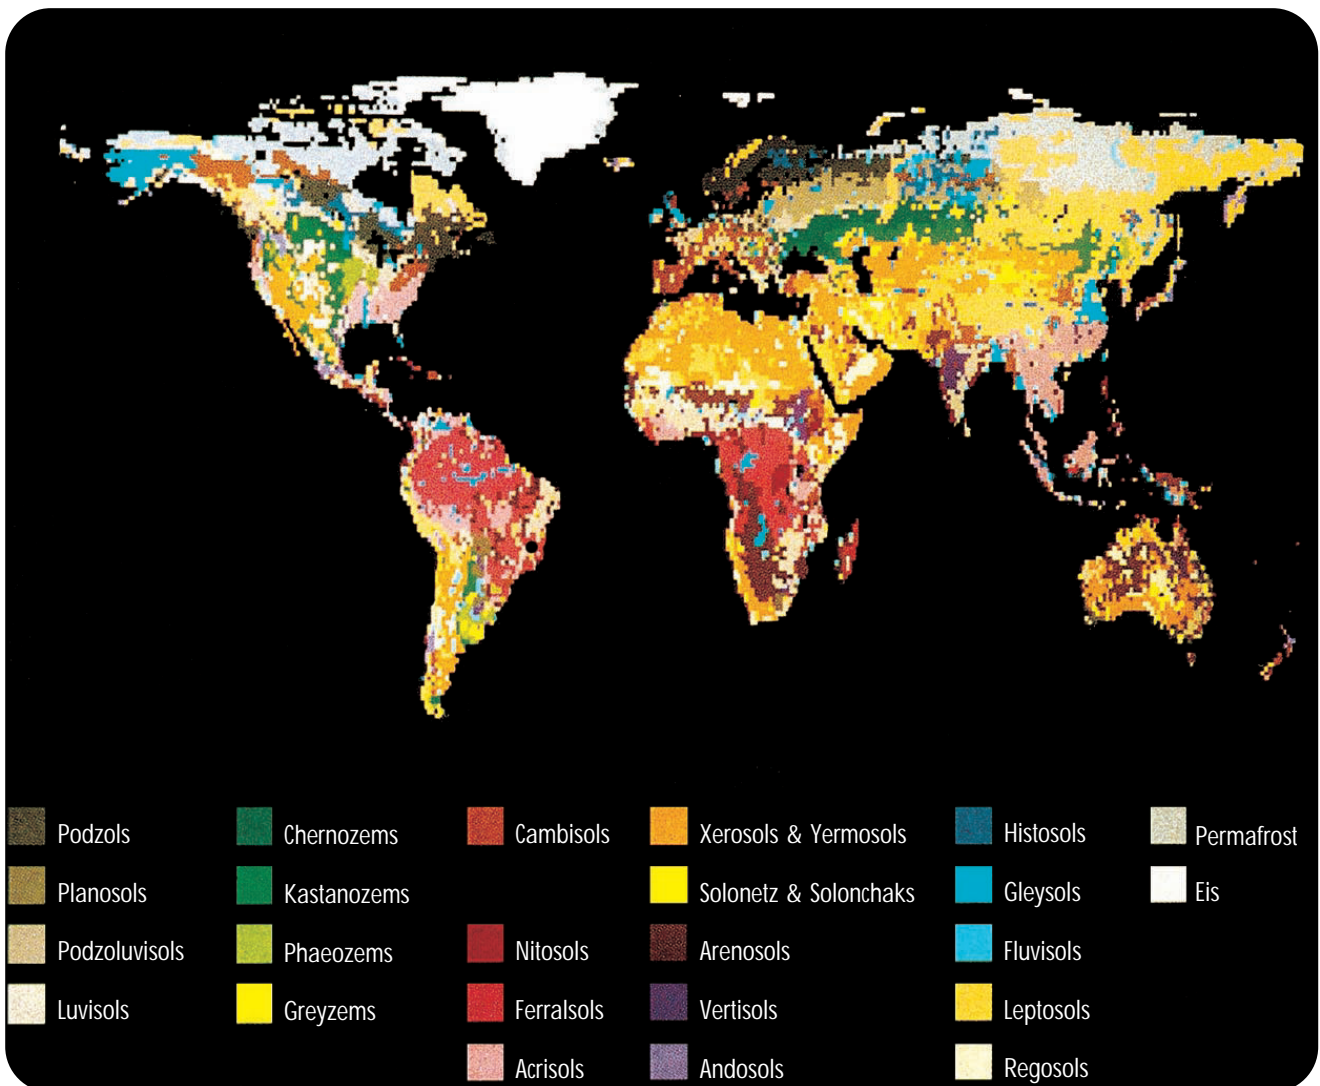 Podzols
Planosols
Podzoluvisols
Luvisols
Chernozems
Kastanozems
Phaeozems
Greyzems
Cambisols
Nitosols
Ferralsols
Acrisols
Xerosols & Yermosols
Solonetz & Solonchaks
Arenosols
Vertisols
Andosols
Histosols
Gleysols
Fluvisols
Leptosols
Regosols
Permafrost
Eis